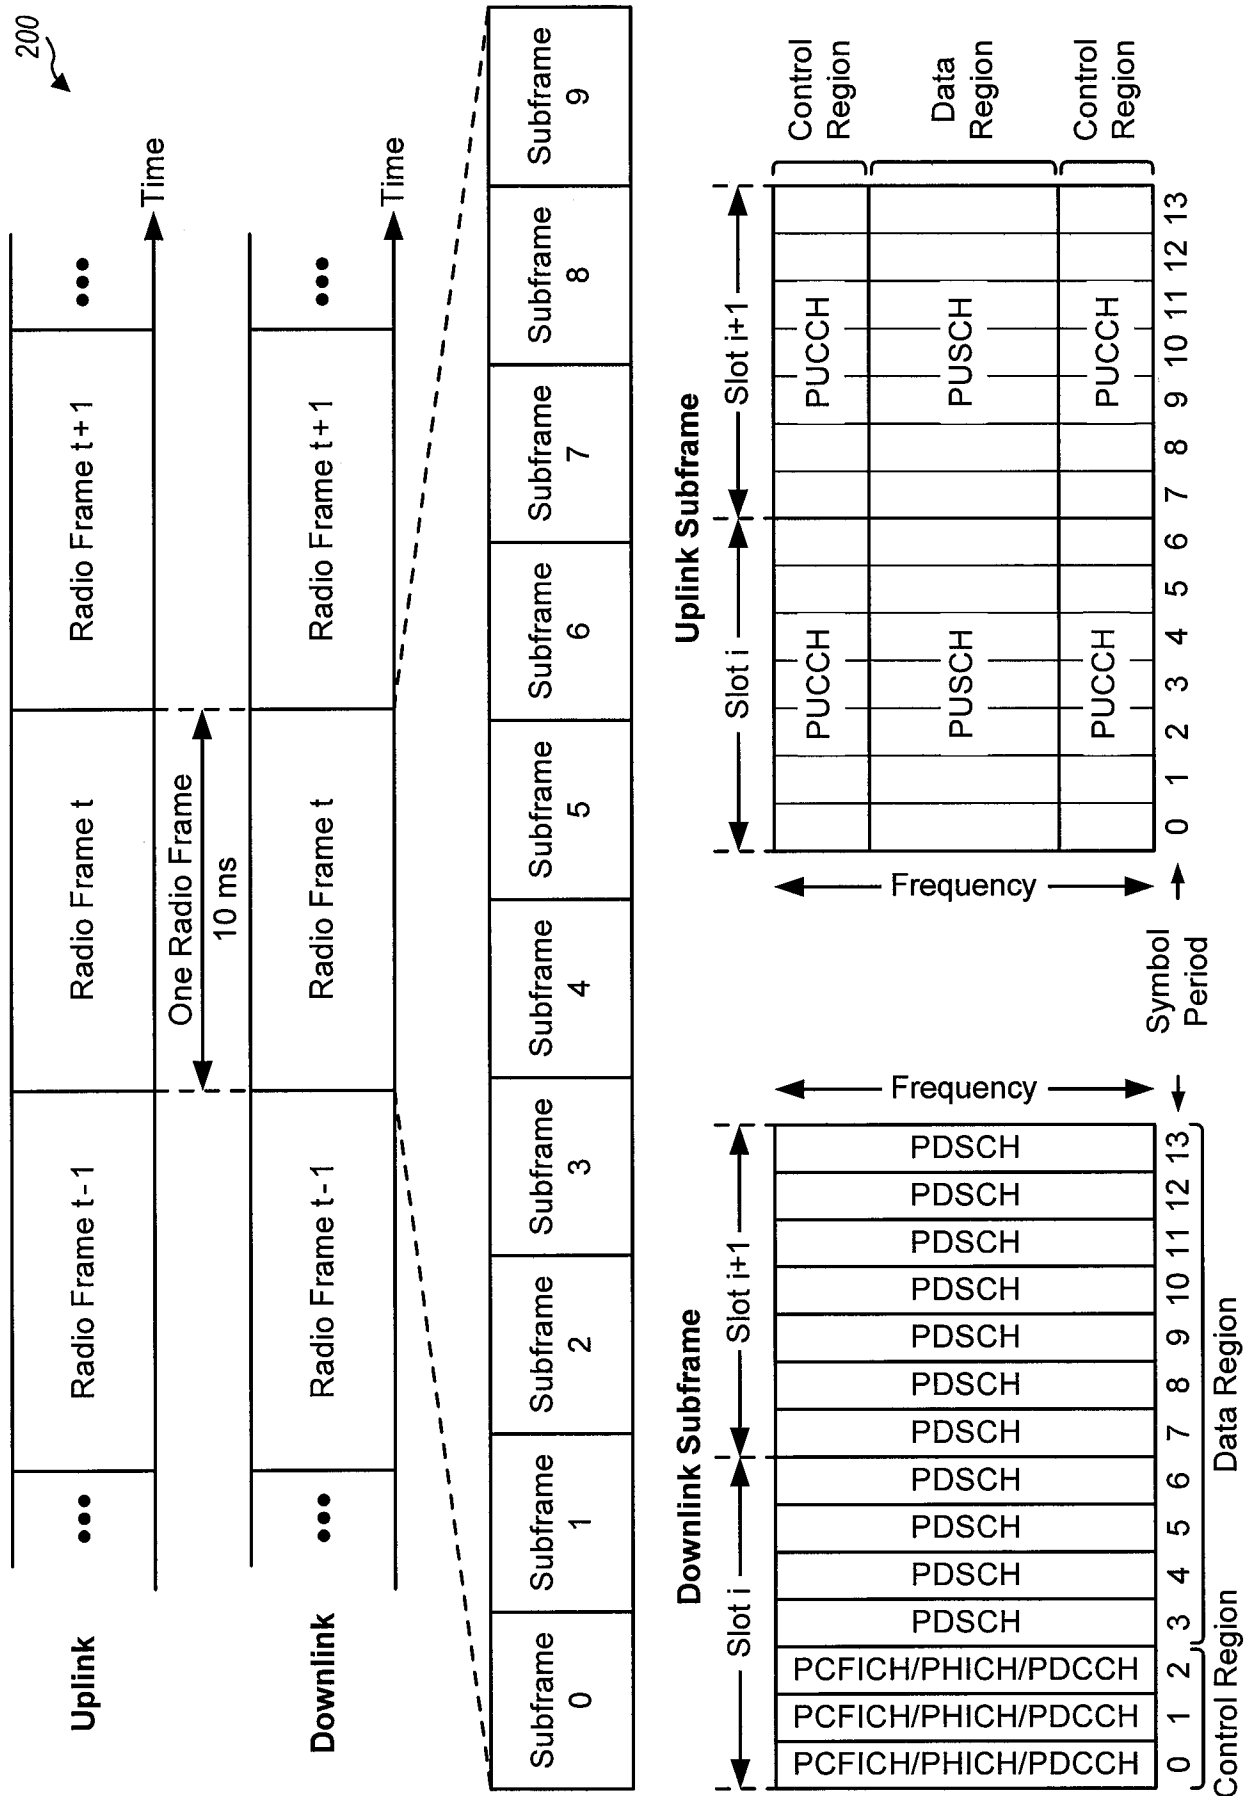 200
Uplink
•••
Radio Frame t-1
Radio Frame t
Radio Frame t+1
•••
Time
One Radio Frame
10 ms
Downlink
•••
Radio Frame t-1
Radio Frame t
Radio Frame t+1
•••
Time
Subframe
0
Subframe
1
Subframe
2
Subframe
3
Subframe
4
Subframe
5
Subframe
6
Subframe
7
Subframe
8
Subframe
9
Downlink Subframe
Slot i
Slot i+1
PCFICH/PHICH/PDCCH
PCFICH/PHICH/PDCCH
PCFICH/PHICH/PDCCH
PDSCH
PDSCH
PDSCH
PDSCH
PDSCH
PDSCH
PDSCH
PDSCH
PDSCH
PDSCH
PDSCH
Frequency
0 1 2 3 4 5 6 7 8 9 10 11 12 13
Control Region
Data Region
Symbol
Period
Uplink Subframe
Slot i
Slot i+1
Frequency
PUCCH
PUCCH
Control
Region
PUSCH
PUSCH
Data
Region
PUCCH
PUCCH
Control
Region
0 1 2 3 4 5 6 7 8 9 10 11 12 13